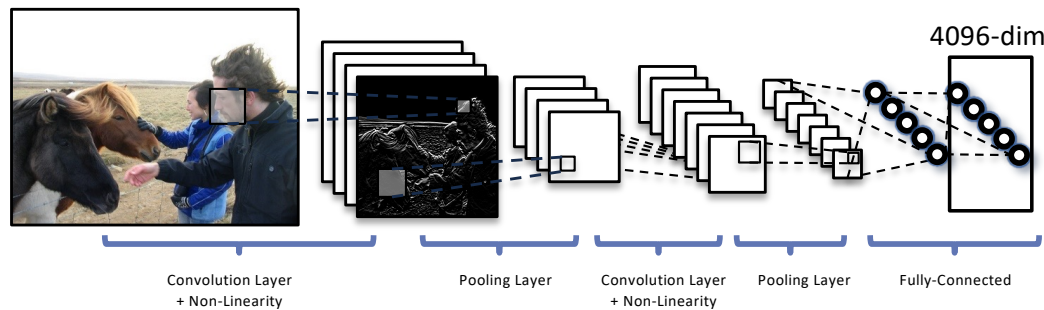 4096-dim
Convolution Layer
+ Non-Linearity
Pooling Layer
Convolution Layer
+ Non-Linearity
Pooling Layer
Fully-Connected